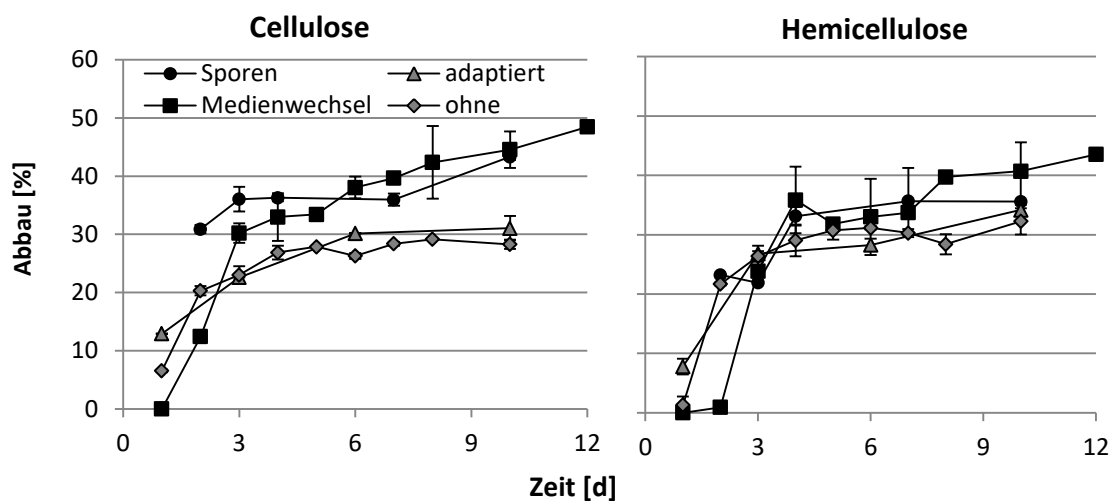 Cellulose
Hemicellulose
60
50
40
30
20
10
0
Abbau [%]
Sporen
adaptiert
Medienwechsel
ohne
0 3 6 9 12
0 3 6 9 12
Zeit [d]